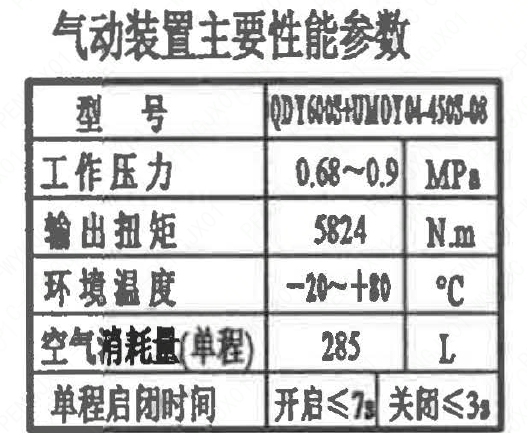 气动装置主要性能参数
型 号 QDY600S+UMOY04-450S-08
工作压力 0.68~0.9 MPa
输出扭矩 5824 N.m
环境温度 -20~+80 °C
空气消耗量(单程) 285 L
单程启闭时间 开启≤7s 关闭≤3s